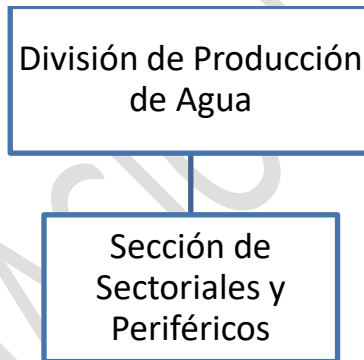 División de Producción
de Agua
Sección de
Sectoriales y
Periféricos